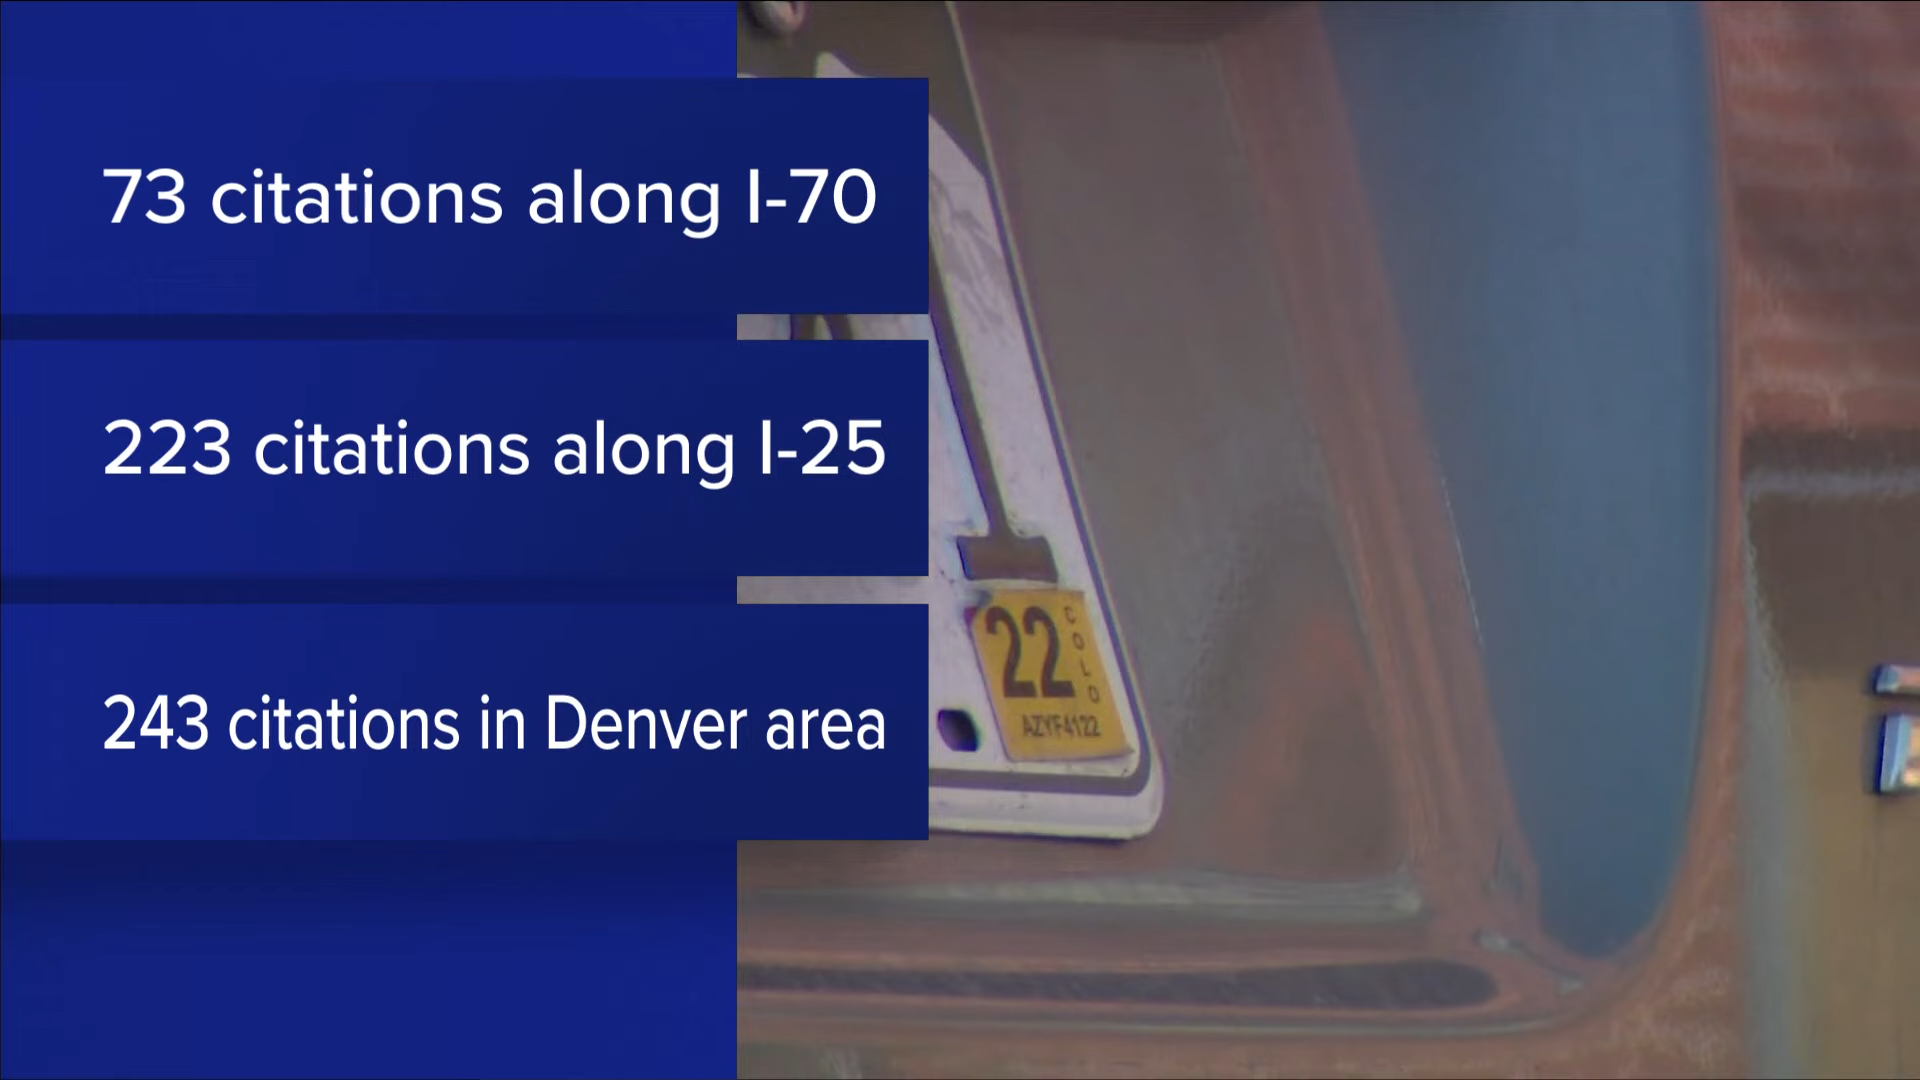 73 citations along I-70
223 citations along I-25
243 citations in Denver area
22
COLO
AZYF4122